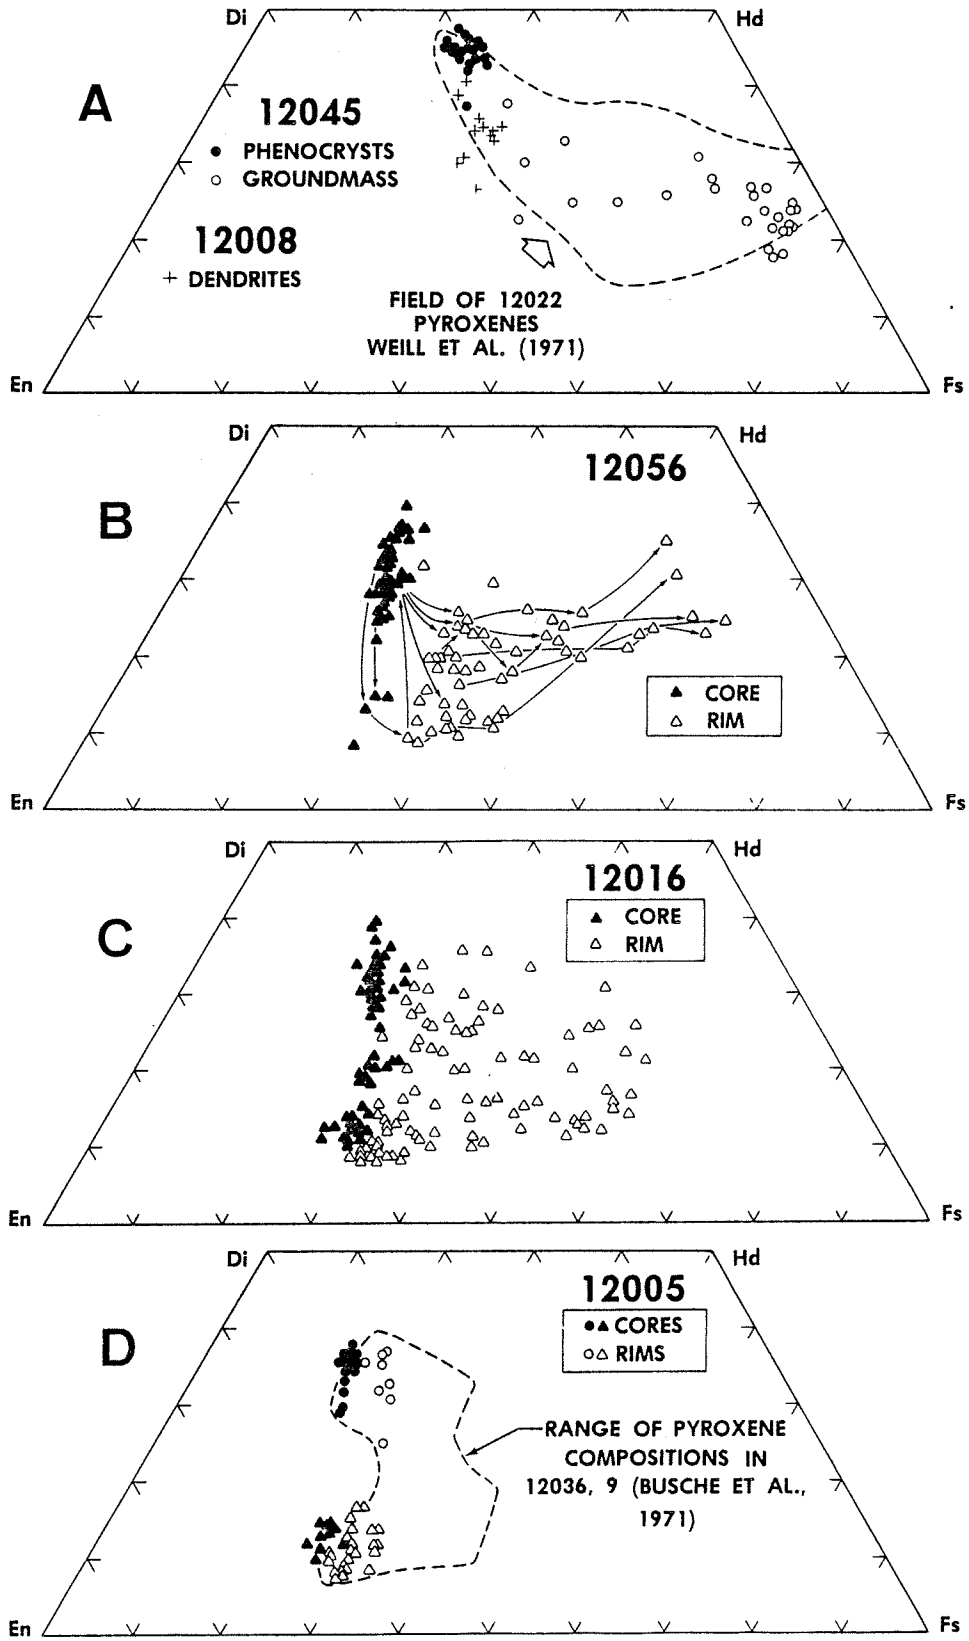 Di
Hd
A
12045
● PHENOCRYSTS
○ GROUNDMASS
12008
+ DENDRITES
FIELD OF 12022
PYROXENES
WEILL ET AL. (1971)
En
Fs
Di
Hd
B
12056
▲ CORE
△ RIM
En
Fs
Di
Hd
C
12016
▲ CORE
△ RIM
En
Fs
Di
Hd
D
12005
●▲ CORES
○△ RIMS
RANGE OF PYROXENE
COMPOSITIONS IN
12036, 9 (BUSCHE ET AL.,
1971)
En
Fs